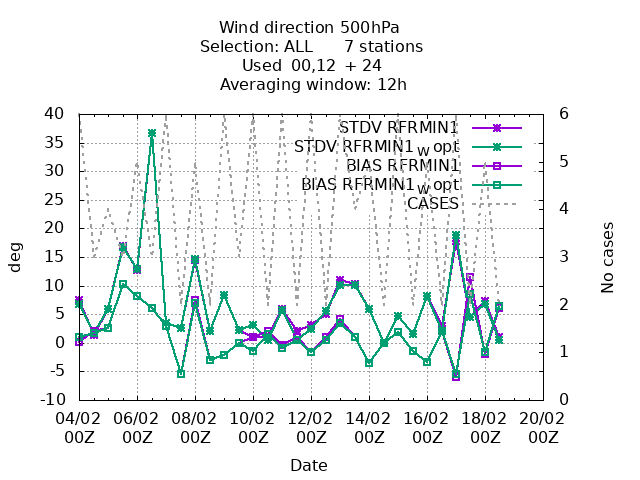 Wind direction 500hPa
Selection: ALL 7 stations
Used 00,12 + 24
Averaging window: 12h
40
35
30
25
20
15
10
5
0
-5
-10
deg
6
5
4
3
2
1
0
No cases
STDV RFRMIN1
STDV RFRMIN1_w opt
BIAS RFRMIN1
BIAS RFRMIN1_w opt
CASES
04/02 06/02 08/02 10/02 12/02 14/02 16/02 18/02 20/02
00Z 00Z 00Z 00Z 00Z 00Z 00Z 00Z 00Z
Date